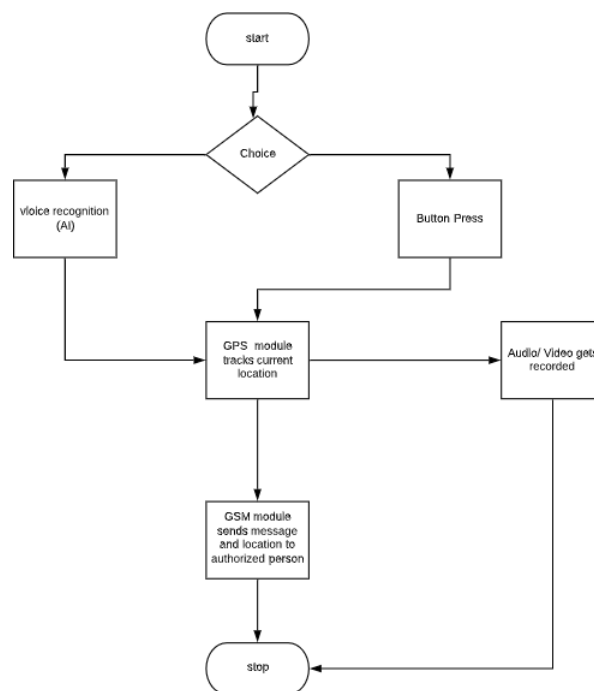 start
Choice
vloice recognition
(AI)
Button Press
GPS module
tracks current
location
Audio/ Video gets
recorded
GSM module
sends message
and location to
authorized person
stop